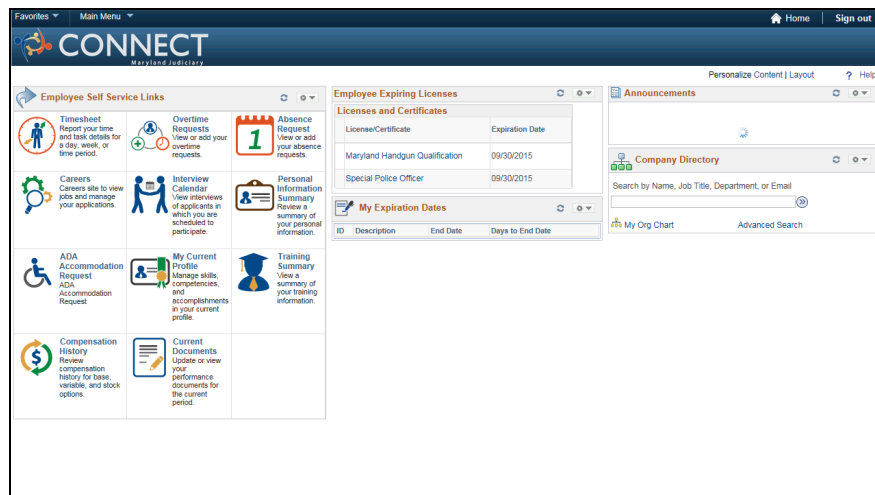 Favorites Main Menu Home Sign out
CONNECT
Maryland Judiciary
Personalize Content | Layout ? Help
Employee Self Service Links
Timesheet
Report your time
and task details for
a day, week, or
time period.
Overtime
Requests
View or add your
overtime
requests.
1
Absence
Request
View or add
your absence
requests.
Careers
Careers site to view
jobs and manage
your applications.
Interview
Calendar
View interviews
of applicants in
which you are
scheduled to
participate.
Personal
Information
Summary
Review a
summary of
your personal
information.
ADA
Accommodation
Request
ADA
Accommodation
Request
My Current
Profile
Manage skills,
competencies,
and
accomplishments
in your current
profile.
Training
Summary
View a
summary of
your training
information.
$
Compensation
History
Review
compensation
history for base,
variable, and stock
options.
Current
Documents
Update or view
your
performance
documents for
the current
period.
Employee Expiring Licenses
Licenses and Certificates
License/Certificate Expiration Date
Maryland Handgun Qualification 09/30/2015
Special Police Officer 09/30/2015
My Expiration Dates
ID Description End Date Days to End Date
Announcements
Company Directory
Search by Name, Job Title, Department, or Email
My Org Chart Advanced Search